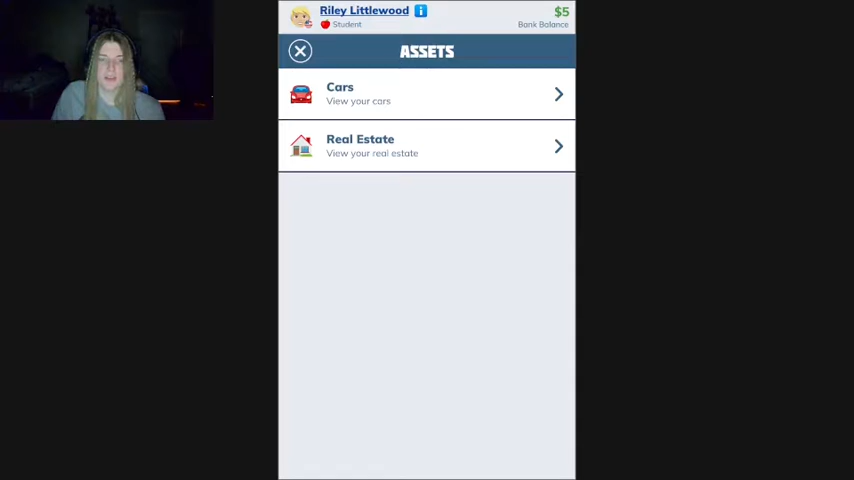 Riley Littlewood i
Student
$5
Bank Balance
ASSETS
Cars
View your cars
Real Estate
View your real estate